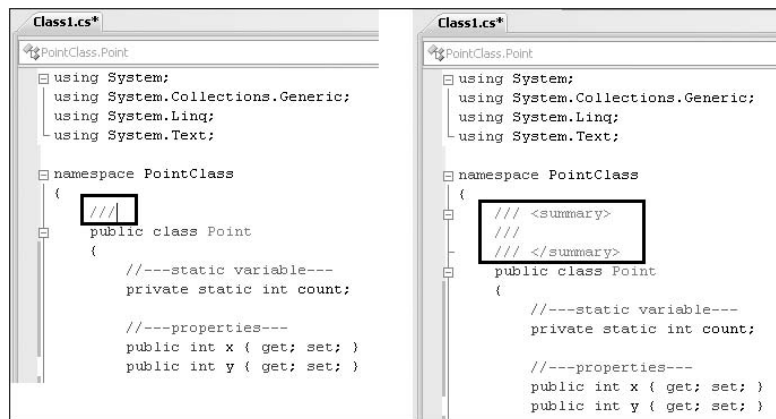 Class1.cs*
PointClass.Point
using System;
using System.Collections.Generic;
using System.Linq;
using System.Text;
namespace PointClass
{
///
public class Point
{
//---static variable---
private static int count;
//---properties---
public int x { get; set; }
public int y { get; set; }
Class1.cs*
PointClass.Point
using System;
using System.Collections.Generic;
using System.Linq;
using System.Text;
namespace PointClass
{
/// <summary>
///
/// </summary>
public class Point
{
//---static variable---
private static int count;
//---properties---
public int x { get; set; }
public int y { get; set; }